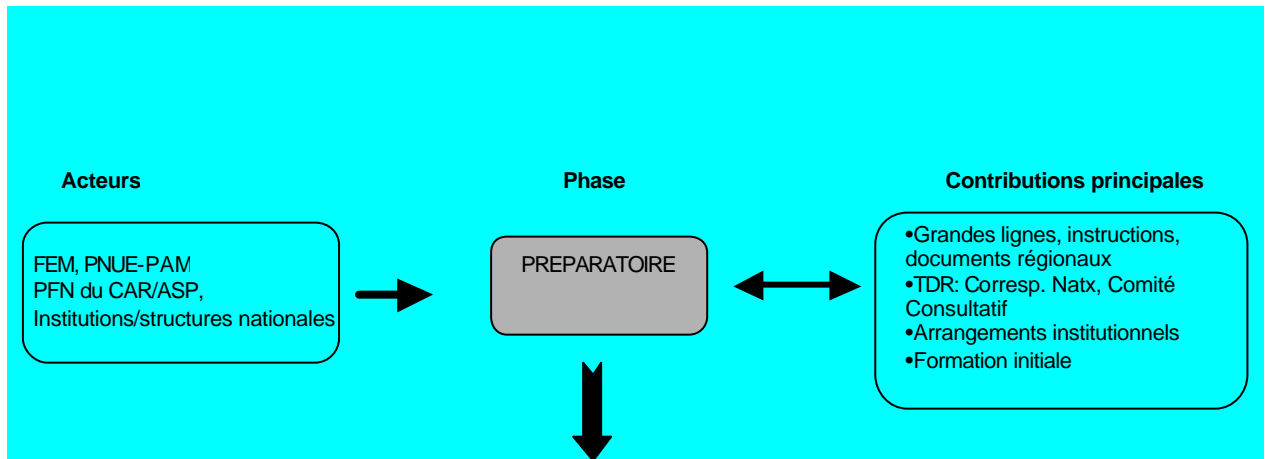 Acteurs
Phase
Contributions principales
FEM, PNUE-PAM
PFN du CAR/ASP,
Institutions/structures nationales
PREPARATOIRE
•Grandes lignes, instructions,
documents régionaux
•TDR: Corresp. Natx, Comité
Consultatif
•Arrangements institutionnels
•Formation initiale